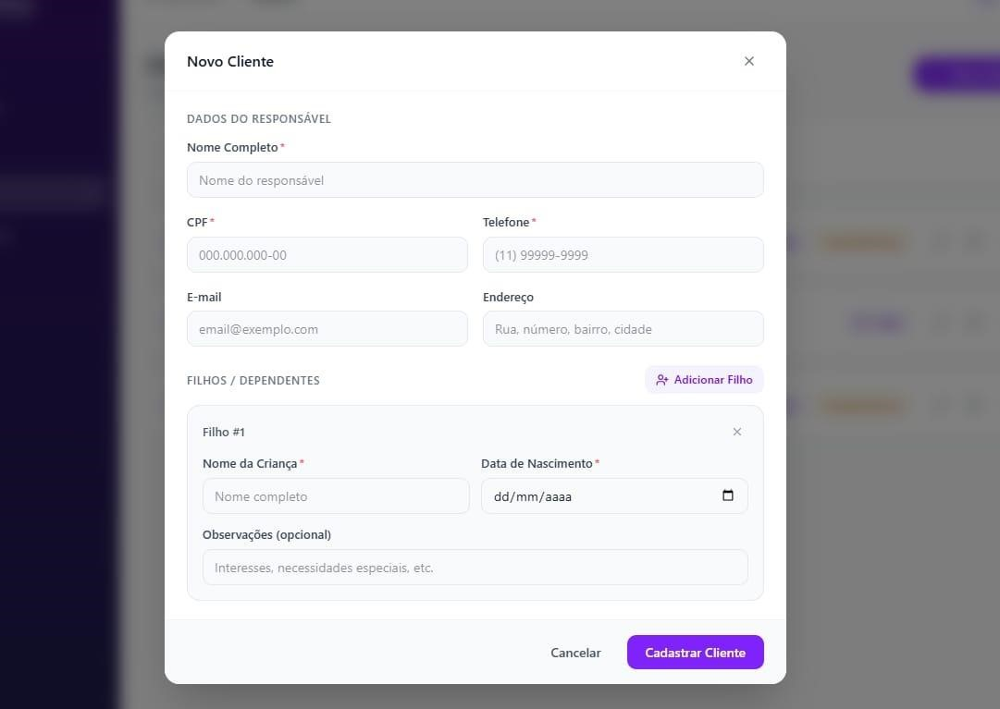 Novo Cliente
DADOS DO RESPONSÁVEL
Nome Completo*
Nome do responsável
CPF* Telefone*
000.000.000-00 (11) 99999-9999
E-mail Endereço
email@exemplo.com Rua, número, bairro, cidade
FILHOS / DEPENDENTES Adicionar Filho
Filho #1
Nome da Criança* Data de Nascimento*
Nome completo dd/mm/aaaa
Observações (opcional)
Interesses, necessidades especiais, etc.
Cancelar Cadastrar Cliente